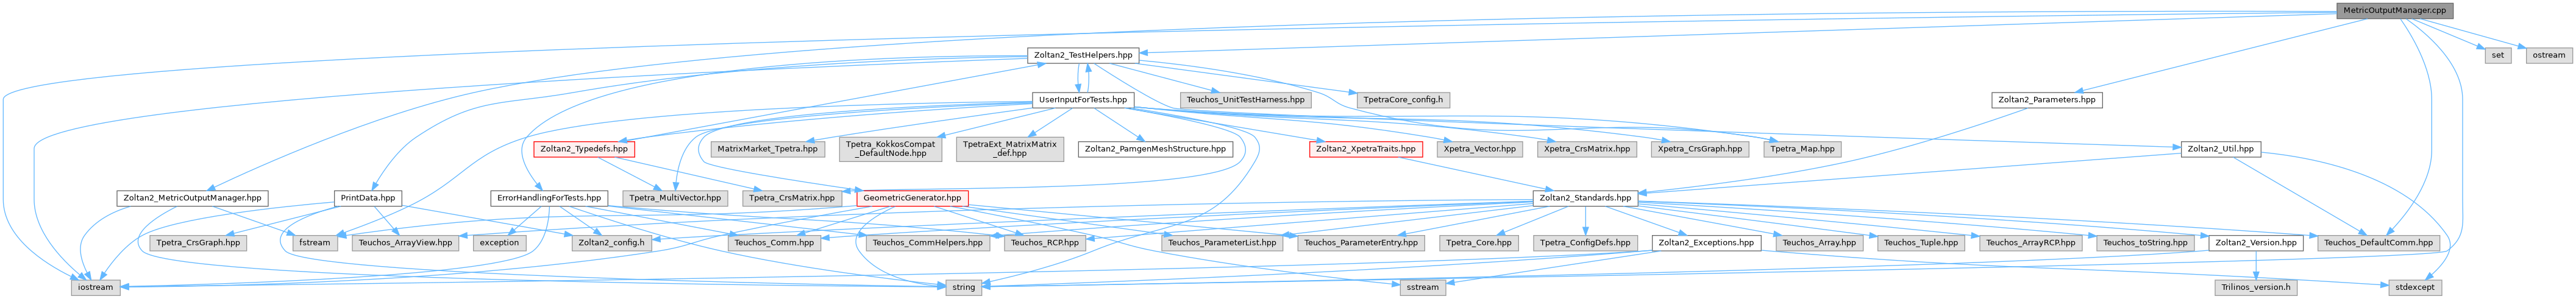 MetricOutputManager.cpp
Zoltan2_TestHelpers.hpp
set
ostream
UserInputForTests.hpp
Teuchos_UnitTestHarness.hpp
TpetraCore_config.h
Zoltan2_Parameters.hpp
Zoltan2_Typedefs.hpp
MatrixMarket_Tpetra.hpp
Tpetra_KokkosCompat
_DefaultNode.hpp
TpetraExt_MatrixMatrix
_def.hpp
Zoltan2_PamgenMeshStructure.hpp
Zoltan2_XpetraTraits.hpp
Xpetra_Vector.hpp
Xpetra_CrsMatrix.hpp
Xpetra_CrsGraph.hpp
Tpetra_Map.hpp
Zoltan2_Util.hpp
Zoltan2_MetricOutputManager.hpp
PrintData.hpp
ErrorHandlingForTests.hpp
Tpetra_MultiVector.hpp
Tpetra_CrsMatrix.hpp
GeometricGenerator.hpp
Zoltan2_Standards.hpp
Tpetra_CrsGraph.hpp
fstream
Teuchos_ArrayView.hpp
exception
Zoltan2_config.h
Teuchos_Comm.hpp
Teuchos_CommHelpers.hpp
Teuchos_RCP.hpp
Teuchos_ParameterList.hpp
Teuchos_ParameterEntry.hpp
Tpetra_Core.hpp
Tpetra_ConfigDefs.hpp
Zoltan2_Exceptions.hpp
Teuchos_Array.hpp
Teuchos_Tuple.hpp
Teuchos_ArrayRCP.hpp
Teuchos_toString.hpp
Zoltan2_Version.hpp
Teuchos_DefaultComm.hpp
iostream
string
sstream
Trilinos_version.h
stdexcept